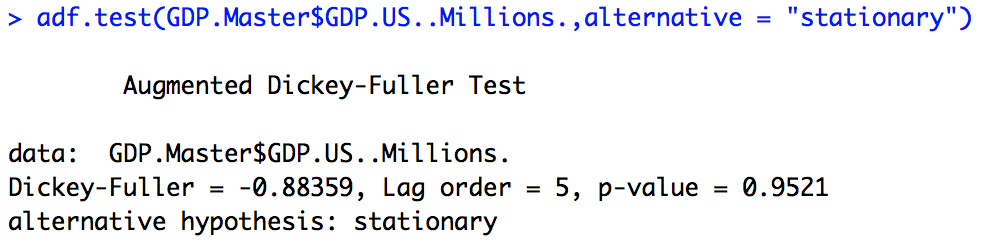 > adf.test(GDP.Master$GDP.US..Millions.,alternative = "stationary")
Augmented Dickey-Fuller Test
data:  GDP.Master$GDP.US..Millions.
Dickey-Fuller = -0.88359, Lag order = 5, p-value = 0.9521
alternative hypothesis: stationary